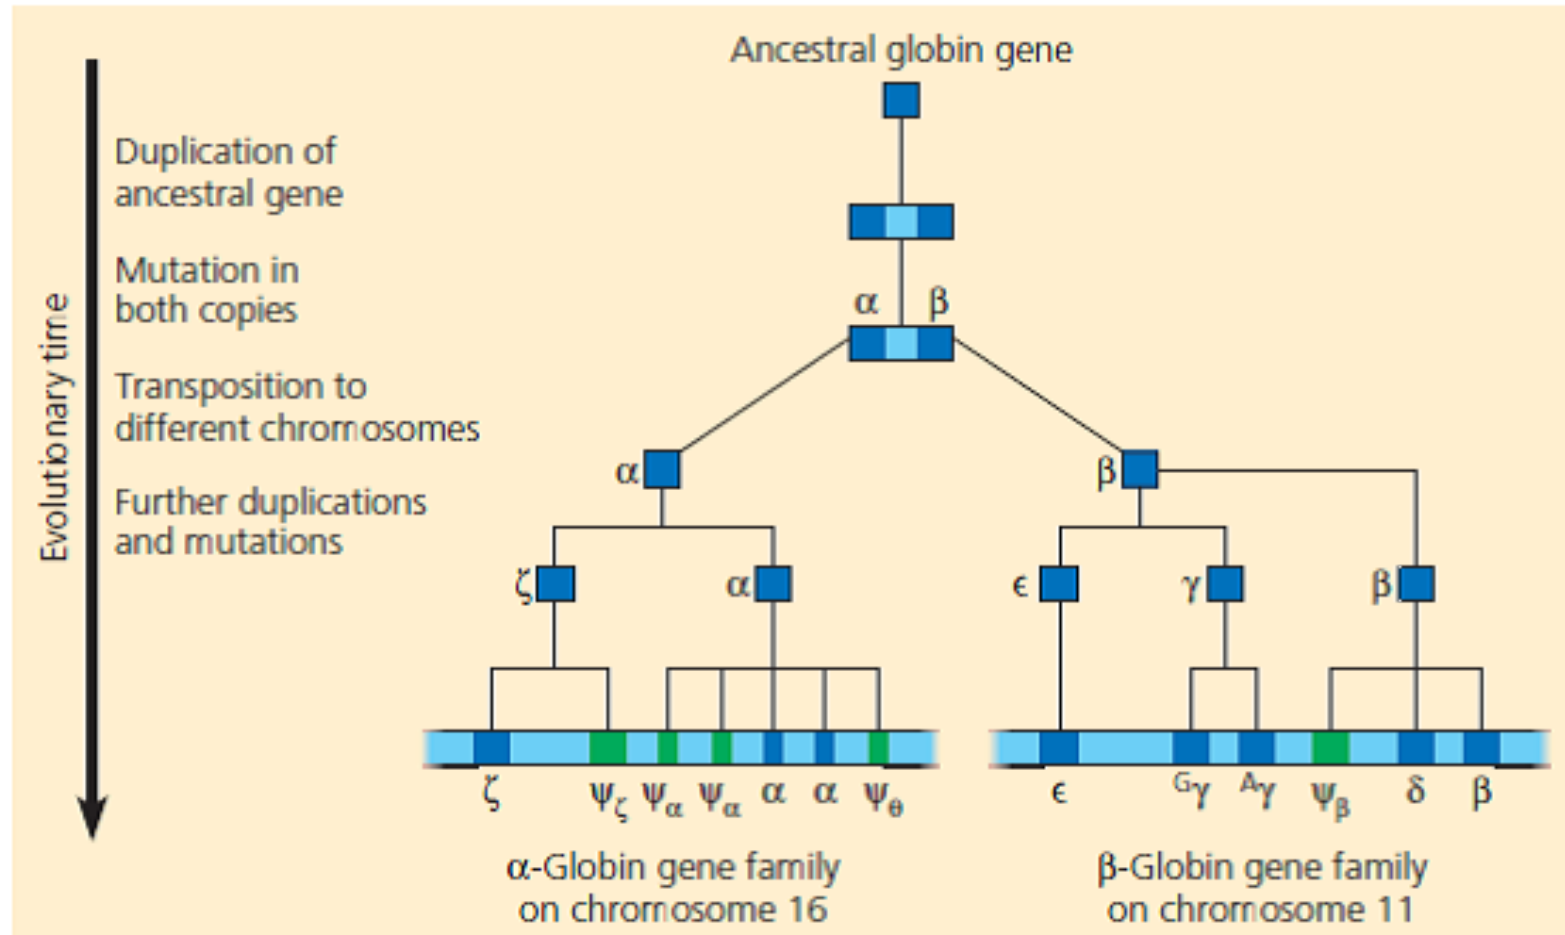 Ancestral globin gene
Duplication of
ancestral gene
Mutation in
both copies
α β
Transposition to
different chromosomes
Evolutionary time
α β
Further duplications
and mutations
ζ α ϵ γ β
ζ ψζ ψα ψα α α ψθ ϵ Gγ Aγ ψβ δ β
α-Globin gene family
on chromosome 16
β-Globin gene family
on chromosome 11